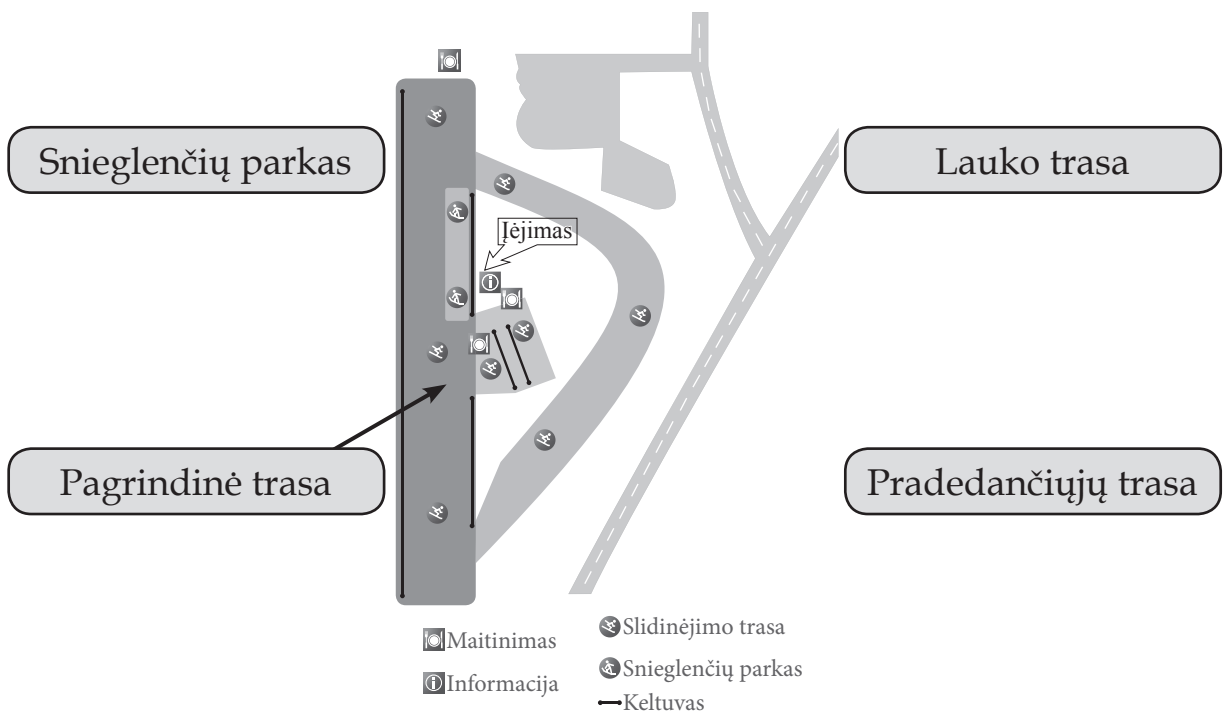 Snieglenčių parkas
Lauko trasa
Įėjimas
Pagrindinė trasa
Pradedančiųjų trasa
Maitinimas
Informacija
Slidinėjimo trasa
Snieglenčių parkas
Keltuvas